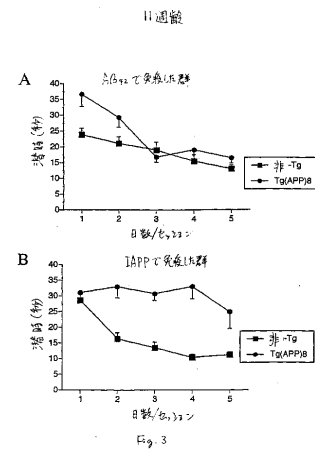 11週齢
A
Aβ42で免疫した群
40
35
30
25
20
15
10
5
0
潜時(秒)
1 2 3 4 5
日数/セッション
非-Tg
Tg(APP)8
B
IAPPで免疫した群
40
35
30
25
20
15
10
5
0
潜時(秒)
1 2 3 4 5
日数/セッション
非-Tg
Tg(APP)8
Fig. 3